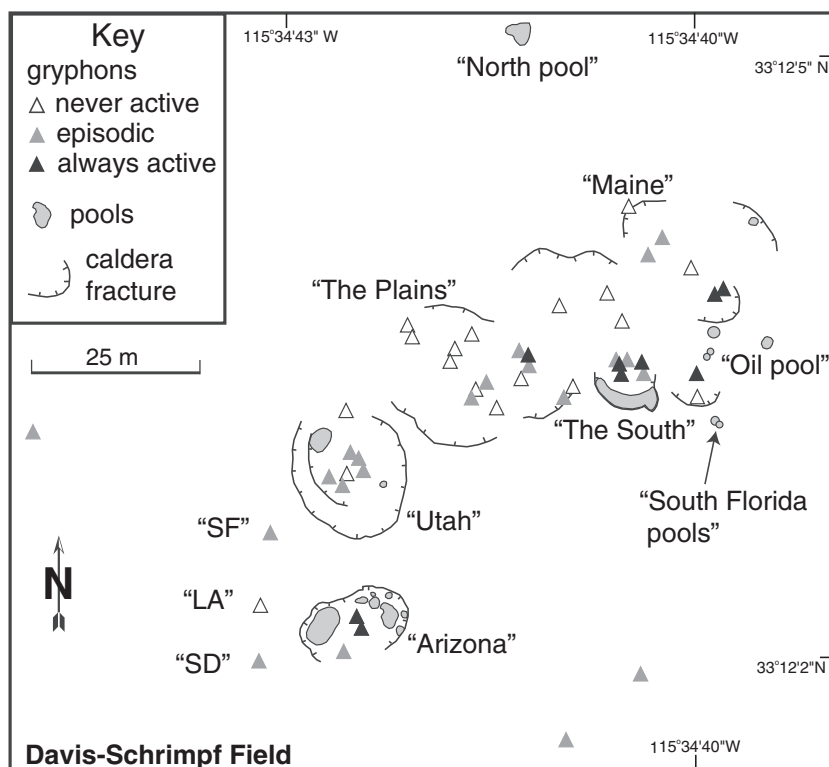 Key
gryphons
never active
episodic
always active
pools
caldera
fracture
25 m
115°34'43" W
115°34'40"W
33°12'5" N
“North pool”
“Maine”
“The Plains”
“Oil pool”
“The South”
“South Florida
pools”
“Utah”
“SF”
N
“LA”
“Arizona”
“SD”
33°12'2"N
115°34'40" W
Davis-Schrimpf Field